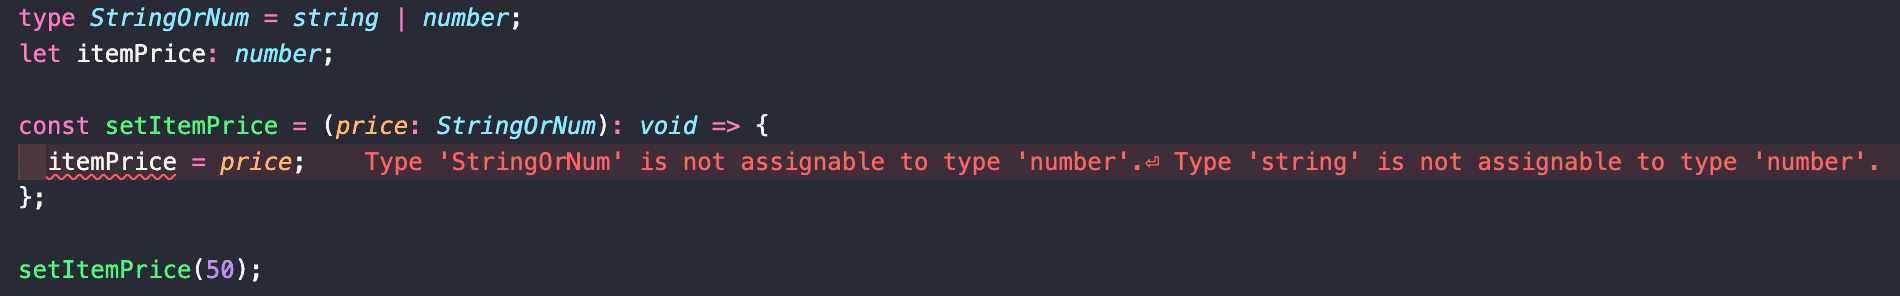 type StringOrNum = string | number;
let itemPrice: number;
const setItemPrice = (price: StringOrNum): void => {
  itemPrice = price;    Type 'StringOrNum' is not assignable to type 'number'.⏎ Type 'string' is not assignable to type 'number'.
};
setItemPrice(50);